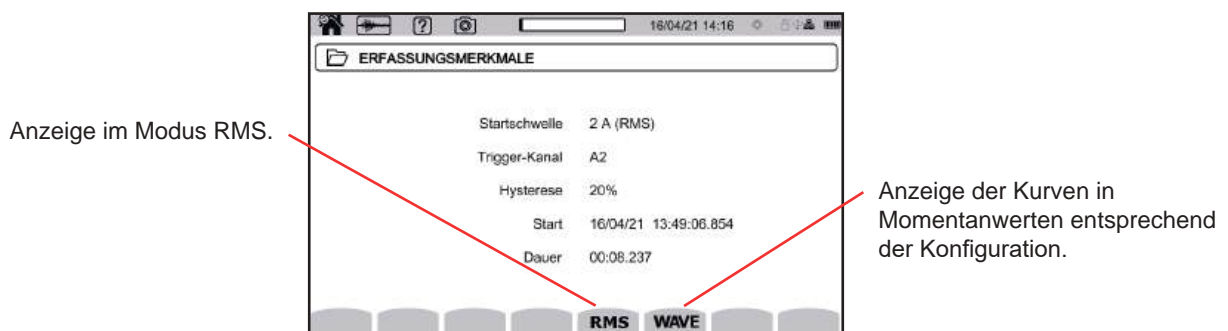 16/04/21 14:16
ERFASSUNGSMERKMALE
Startschwelle 2 A (RMS)
Anzeige im Modus RMS.
Trigger-Kanal A2
Hysterese 20%
Anzeige der Kurven in
Momentanwerten entsprechend
der Konfiguration.
Start 16/04/21 13:49:06.854
Dauer 00:08.237
RMS WAVE